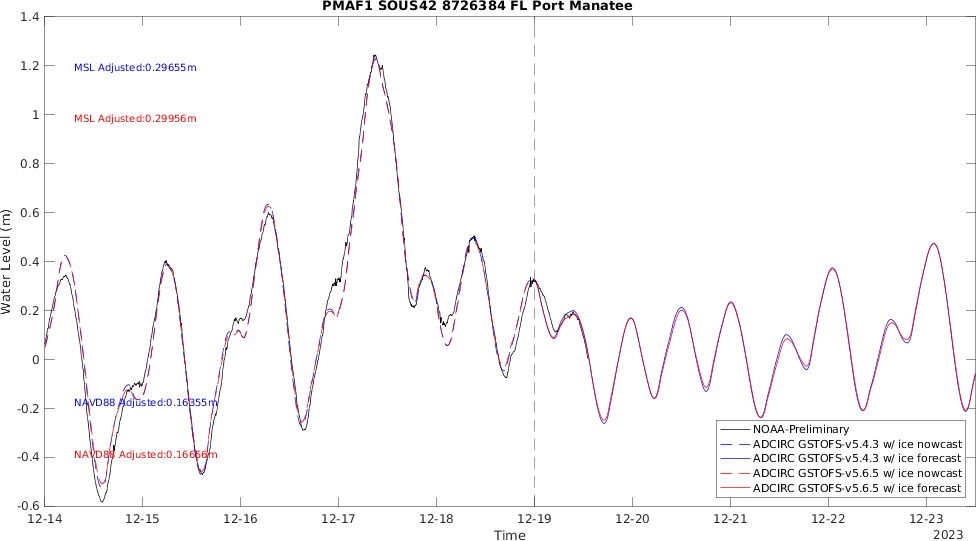 PMAF1 SOUS42 8726384 FL Port Manatee
1.4
1.2
1
0.8
0.6
0.4
0.2
0
-0.2
-0.4
-0.6
Water Level (m)
MSL Adjusted:0.29655m
MSL Adjusted:0.29956m
NAVD88 Adjusted:0.16355m
NAVD88 Adjusted:0.16656m
NOAA-Preliminary
ADCIRC GSTOFS-v5.4.3 w/ ice nowcast
ADCIRC GSTOFS-v5.4.3 w/ ice forecast
ADCIRC GSTOFS-v5.6.5 w/ ice nowcast
ADCIRC GSTOFS-v5.6.5 w/ ice forecast
12-14 12-15 12-16 12-17 12-18 12-19 12-20 12-21 12-22 12-23
Time
2023